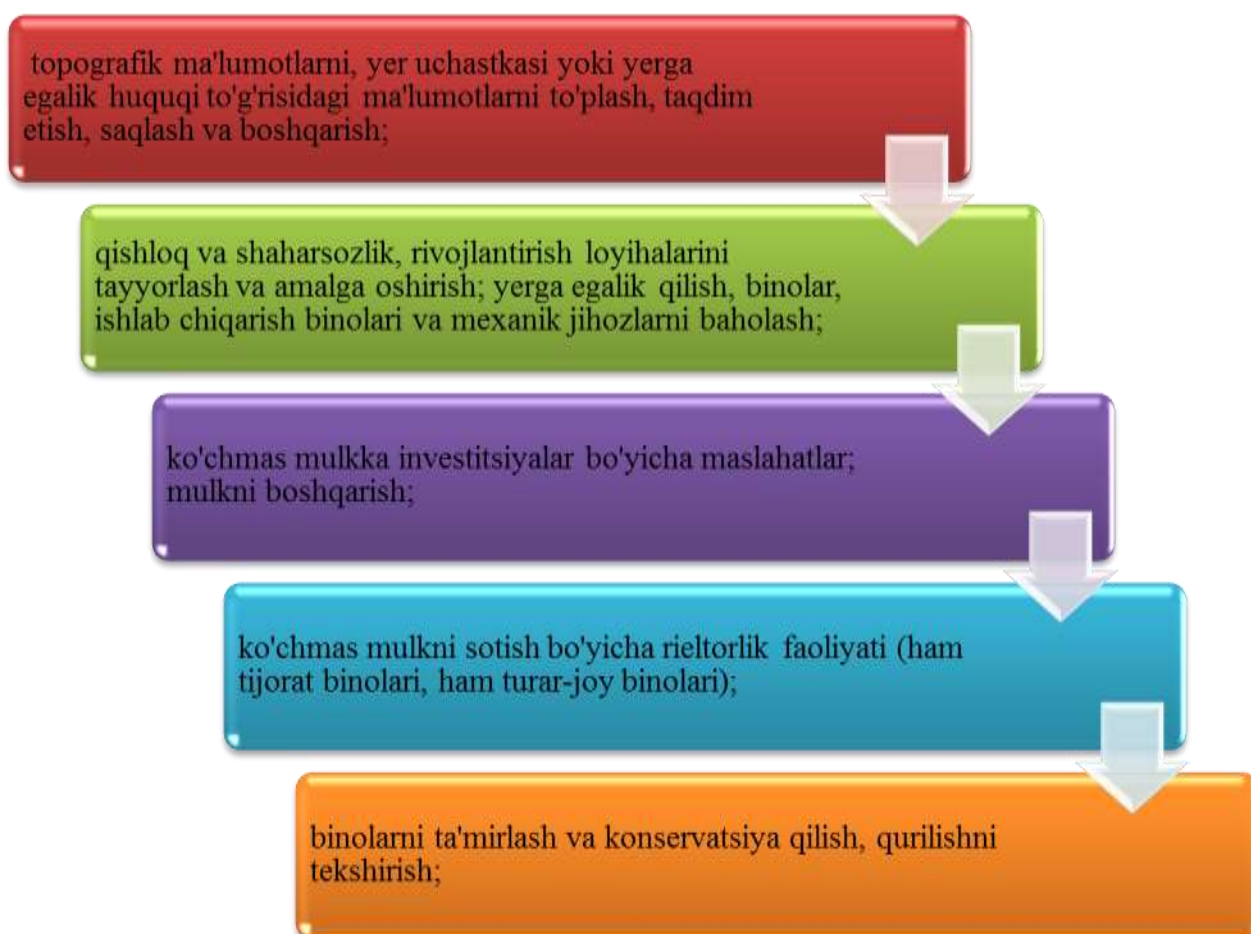 topografik ma'lumotlarni, yer uchastkasi yoki yerga
egalik huquqi to'g'risidagi ma'lumotlarni to'plash, taqdim
etish, saqlash va boshqarish;
qishloq va shaharsozlik, rivojlantirish loyihalarini
tayyorlash va amalga oshirish; yerga egalik qilish, binolar,
ishlab chiqarish binolari va mexanik jihozlarni baholash;
ko'chmas mulkka investitsiyalar bo'yicha maslahatlar;
mulkni boshqarish;
ko'chmas mulkni sotish bo'yicha rieltorlik faoliyati (ham
tijorat binolari, ham turar-joy binolari);
binolarni ta'mirlash va konservatsiya qilish, qurilishni
tekshirish;